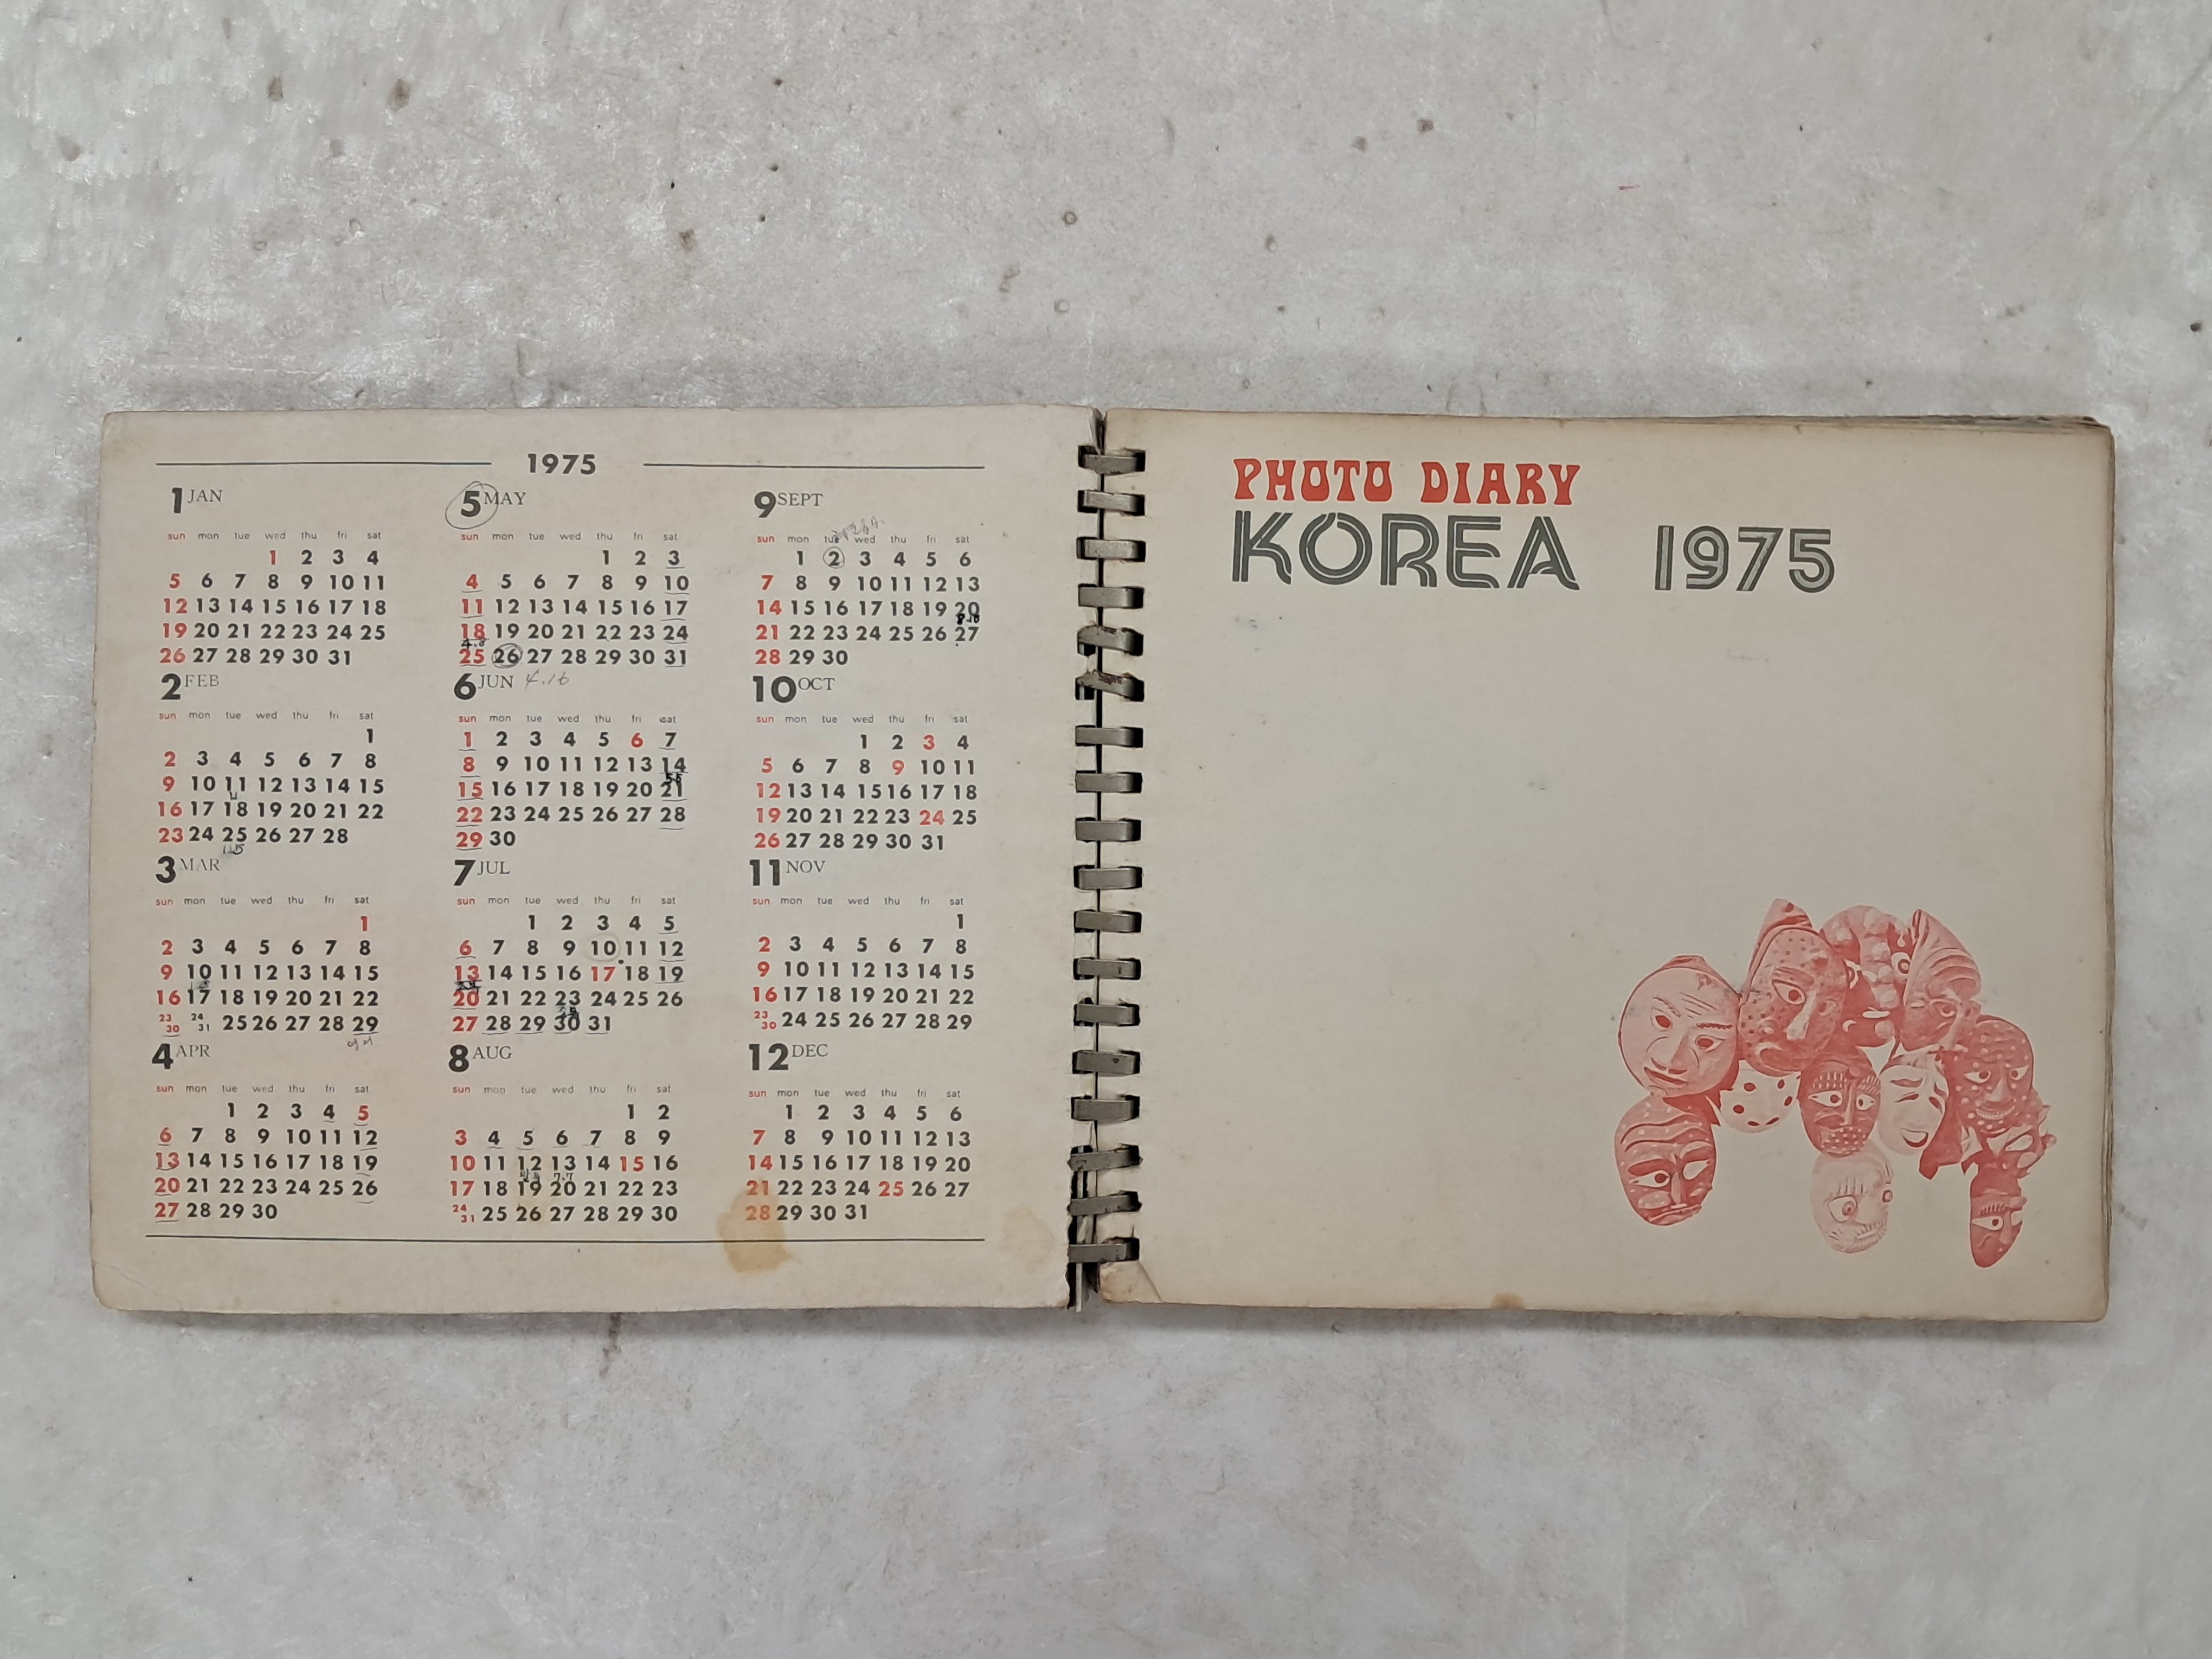 1975
1 JAN
sun mon tue wed thu fri sat
1 2 3 4
5 6 7 8 9 10 11
12 13 14 15 16 17 18
19 20 21 22 23 24 25
26 27 28 29 30 31
2 FEB
sun mon tue wed thu fri sat
1
2 3 4 5 6 7 8
9 10 11 12 13 14 15
16 17 18 19 20 21 22
23 24 25 26 27 28
3 MAR
sun mon tue wed thu fri sat
1
2 3 4 5 6 7 8
9 10 11 12 13 14 15
16 17 18 19 20 21 22
23 30 24 31 25 26 27 28 29
4 APR
sun mon tue wed thu fri sat
1 2 3 4 5
6 7 8 9 10 11 12
13 14 15 16 17 18 19
20 21 22 23 24 25 26
27 28 29 30
5 MAY
sun mon tue wed thu fri sat
1 2 3
4 5 6 7 8 9 10
11 12 13 14 15 16 17
18 19 20 21 22 23 24
25 26 27 28 29 30 31
6 JUN 4.16
sun mon tue wed thu fri sat
1 2 3 4 5 6 7
8 9 10 11 12 13 14
15 16 17 18 19 20 21
22 23 24 25 26 27 28
29 30
7 JUL
sun mon tue wed thu fri sat
1 2 3 4 5
6 7 8 9 10 11 12
13 14 15 16 17 18 19
20 21 22 23 24 25 26
27 28 29 30 31
8 AUG
sun mon tue wed thu fri sat
1 2
3 4 5 6 7 8 9
10 11 12 13 14 15 16
7.7
17 18 19 20 21 22 23
24 31 25 26 27 28 29 30
9 SEPT
sun mon tue wed thu fri sat
1 2 3 4 5 6
7 8 9 10 11 12 13
14 15 16 17 18 19 20
21 22 23 24 25 26 27
28 29 30
10 OCT
sun mon tue wed thu fri sat
1 2 3 4
5 6 7 8 9 10 11
12 13 14 15 16 17 18
19 20 21 22 23 24 25
26 27 28 29 30 31
11 NOV
sun mon tue wed thu fri sat
1
2 3 4 5 6 7 8
9 10 11 12 13 14 15
16 17 18 19 20 21 22
23 30 24 25 26 27 28 29
12 DEC
sun mon tue wed thu fri sat
1 2 3 4 5 6
7 8 9 10 11 12 13
14 15 16 17 18 19 20
21 22 23 24 25 26 27
28 29 30 31
PHOTO DIARY
KOREA 1975